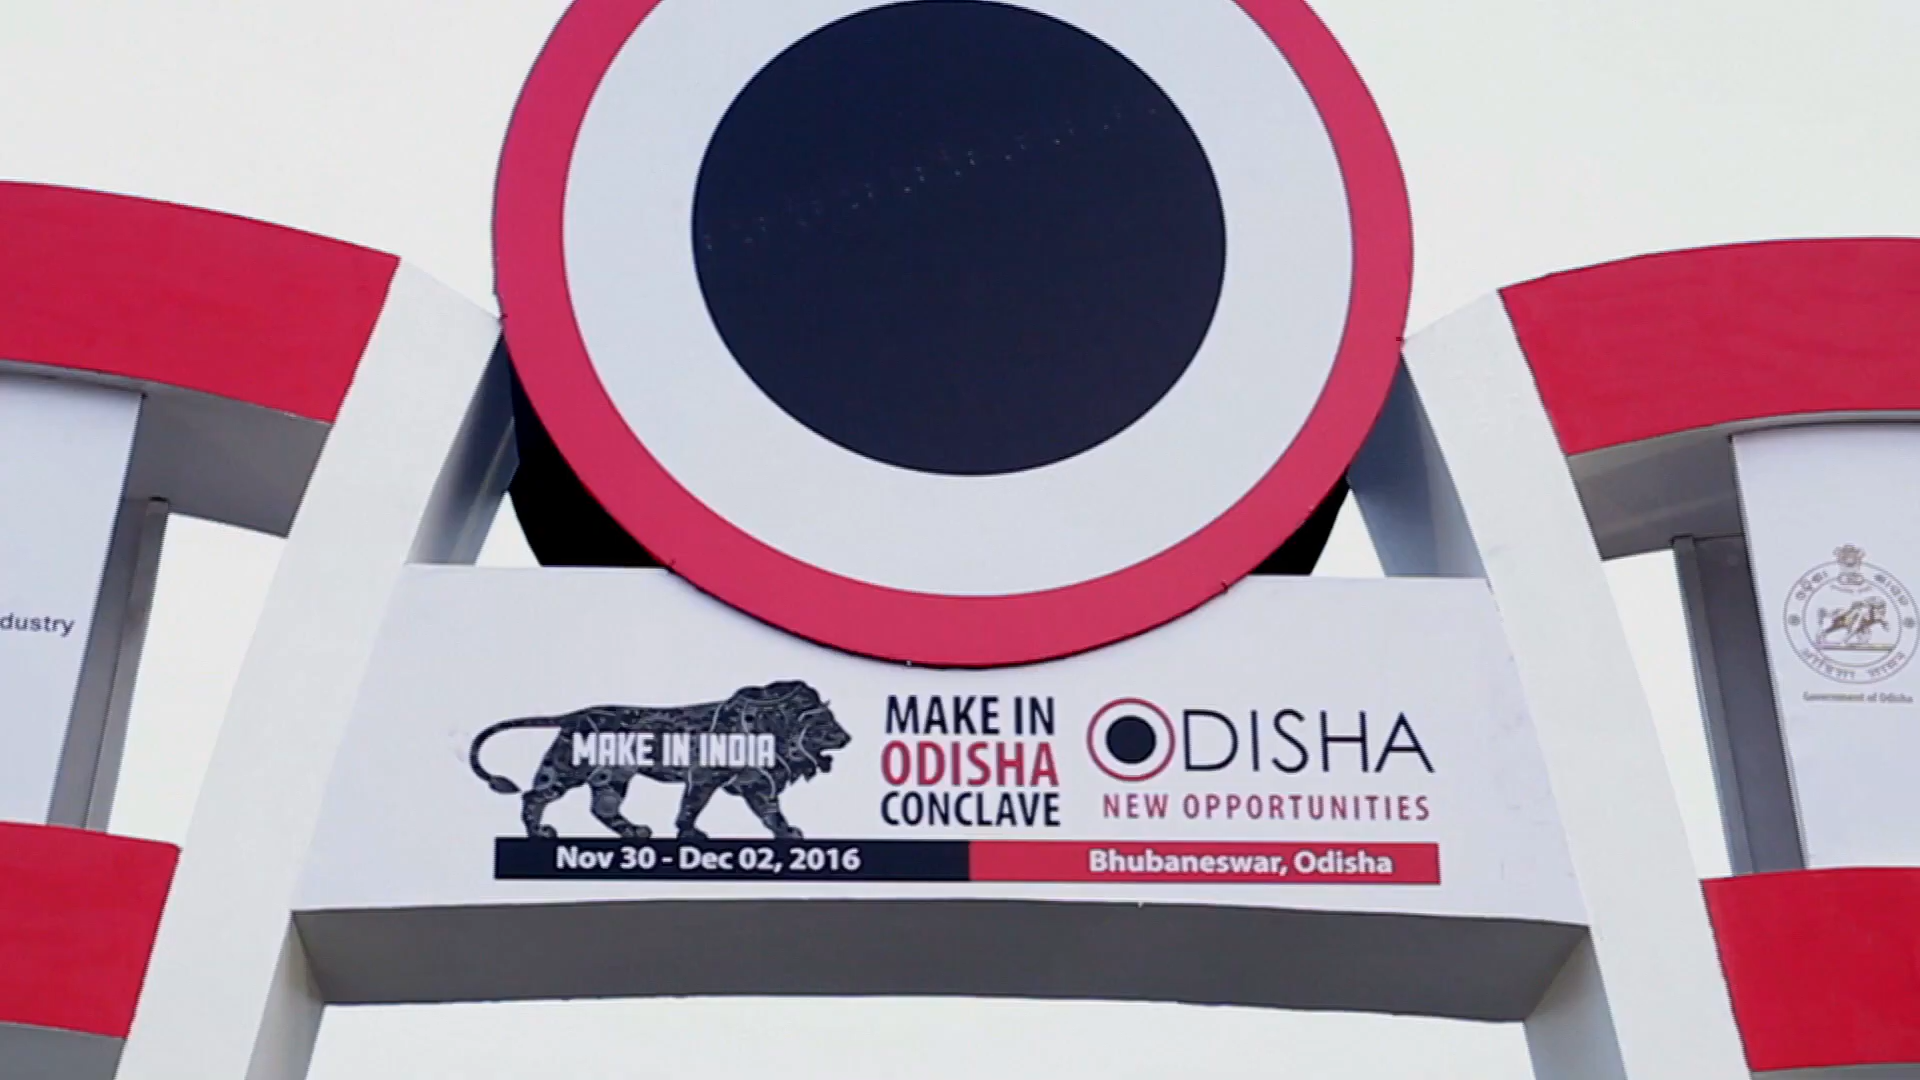 dustry
MAKE IN INDIA
MAKE IN
ODISHA
CONCLAVE
ODISHA
NEW OPPORTUNITIES
Nov 30 - Dec 02, 2016
Bhubaneswar, Odisha
Government of Odisha